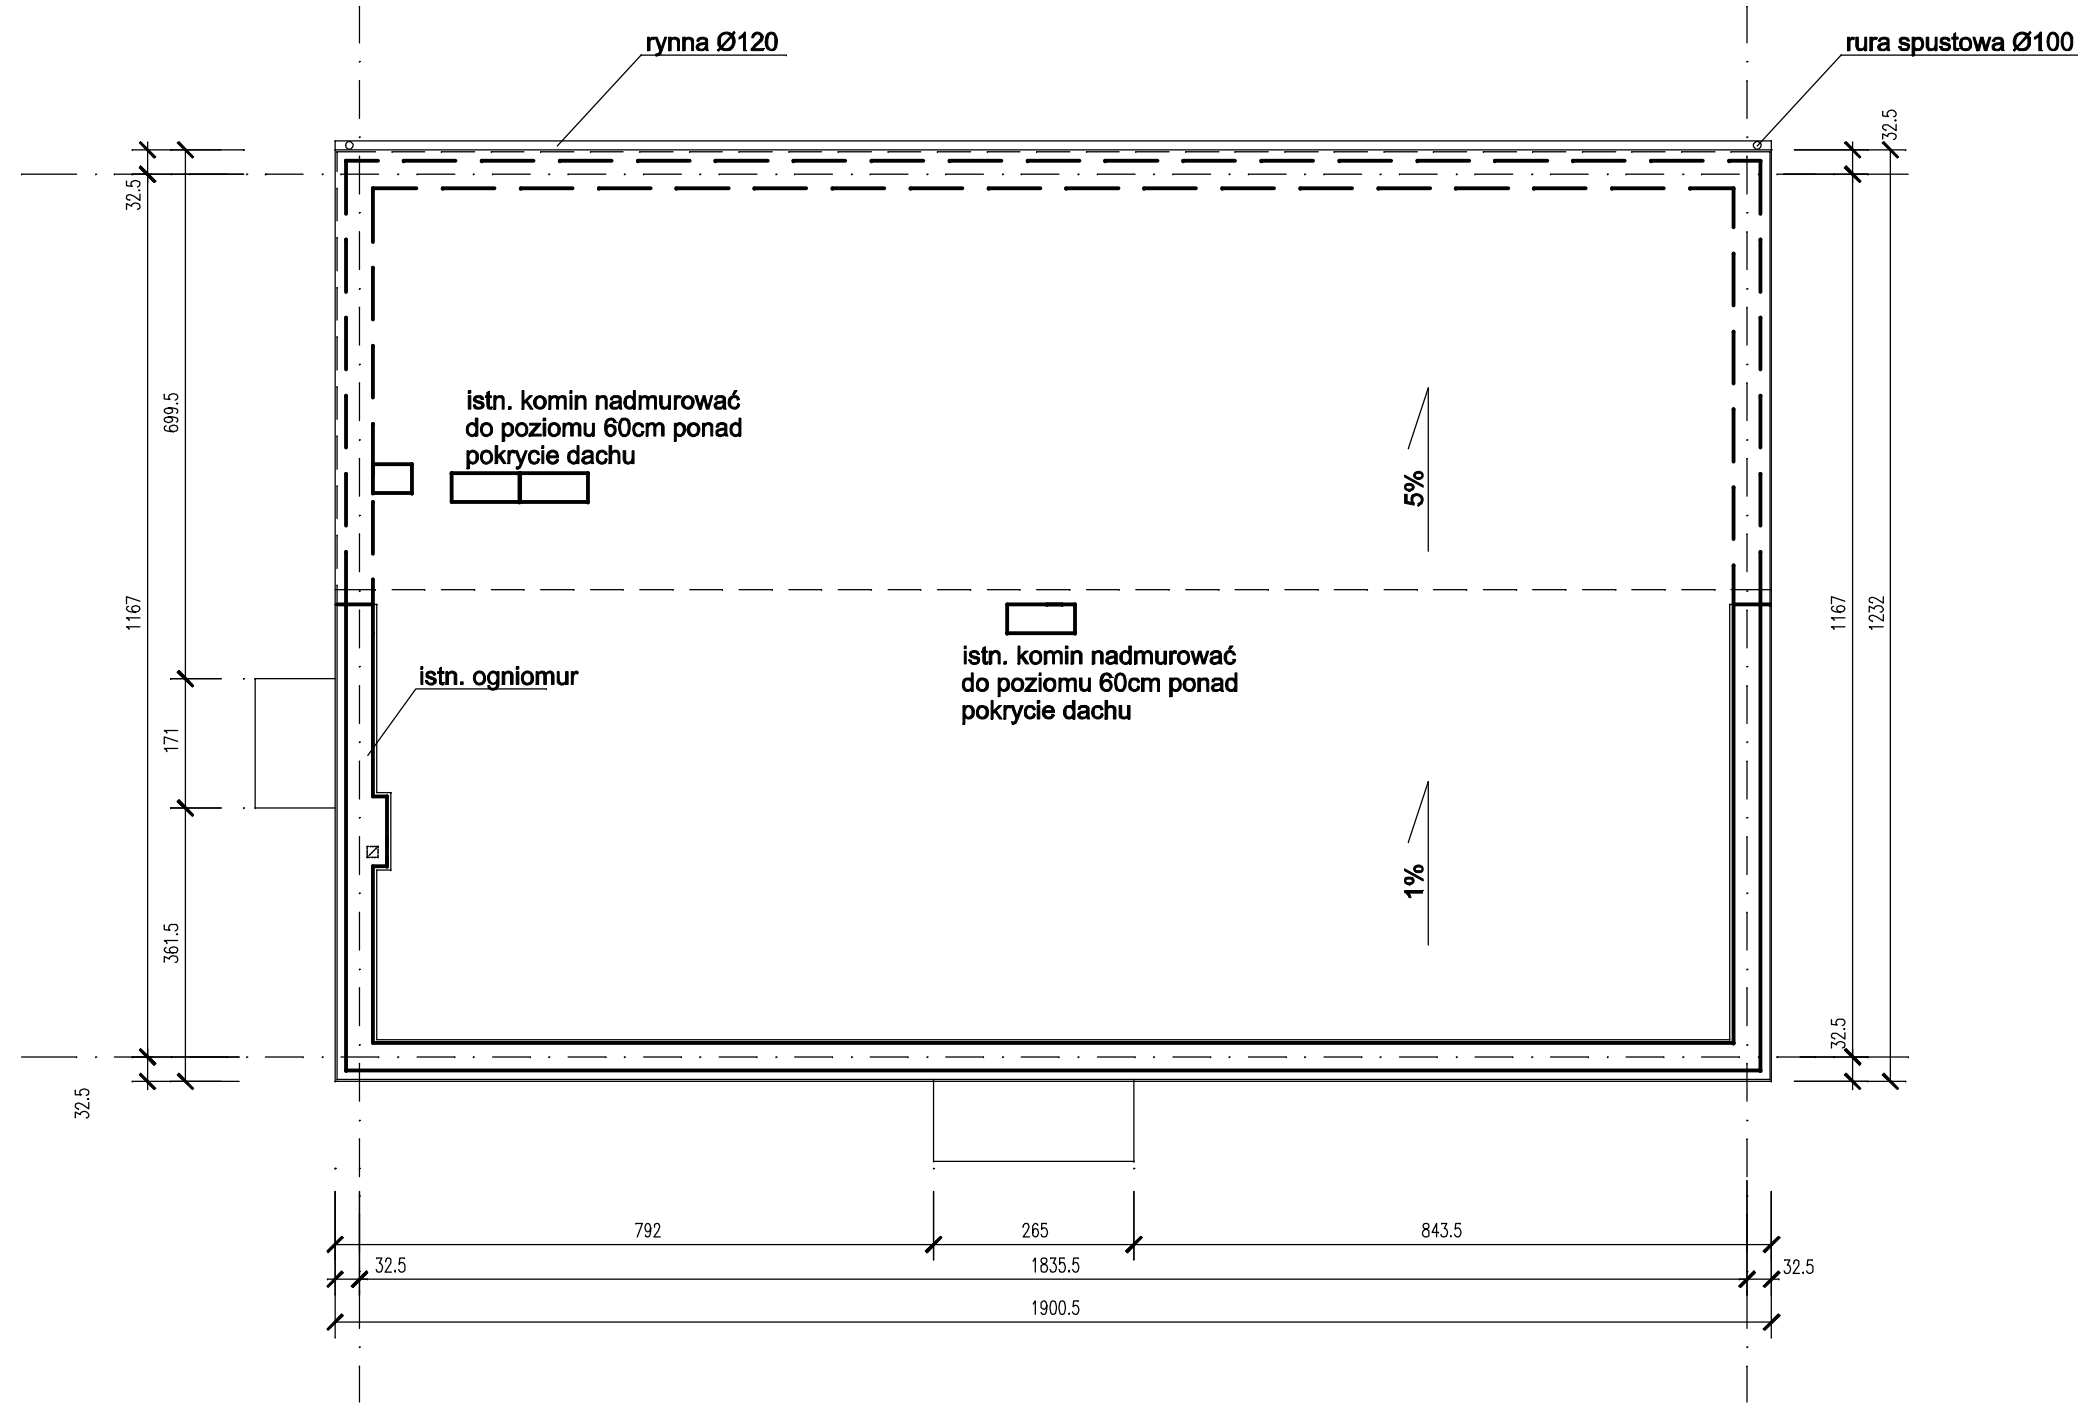 rynna Ø120
rura spustowa Ø100
32.5
32.5
699.5
istn. komin nadmurować
do poziomu 60cm ponad
pokrycie dachu
5%
1167
1167
1232
istn. ogniomur
istn. komin nadmurować
do poziomu 60cm ponad
pokrycie dachu
171
1%
361.5
32.5
32.5
792
265
843.5
32.5
1835.5
32.5
1900.5